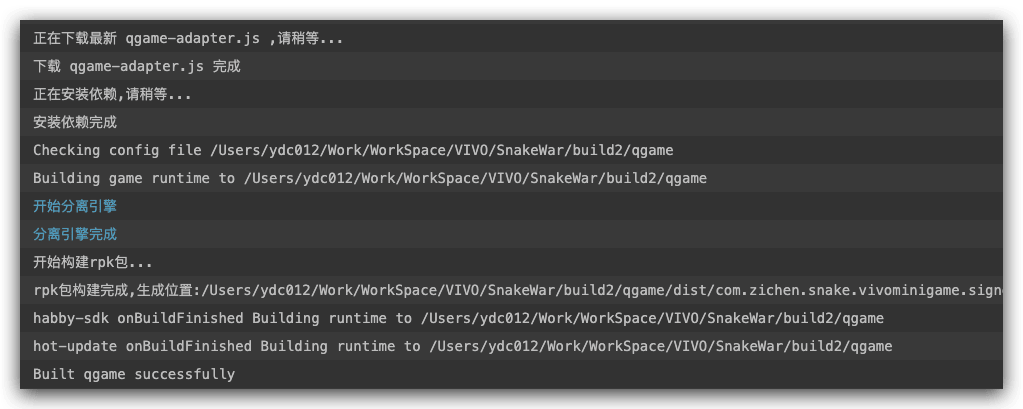 正在下载最新 qgame-adapter.js ,请稍等...
下载 qgame-adapter.js 完成
正在安装依赖,请稍等...
安装依赖完成
Checking config file /Users/ydc012/Work/WorkSpace/VIVO/SnakeWar/build2/qgame
Building game runtime to /Users/ydc012/Work/WorkSpace/VIVO/SnakeWar/build2/qgame
开始分离引擎
分离引擎完成
开始构建rpk包...
rpk包构建完成,生成位置:/Users/ydc012/Work/WorkSpace/VIVO/SnakeWar/build2/qgame/dist/com.zichen.snake.vivominigame.sign
habby-sdk onBuildFinished Building runtime to /Users/ydc012/Work/WorkSpace/VIVO/SnakeWar/build2/qgame
hot-update onBuildFinished Building runtime to /Users/ydc012/Work/WorkSpace/VIVO/SnakeWar/build2/qgame
Built qgame successfully